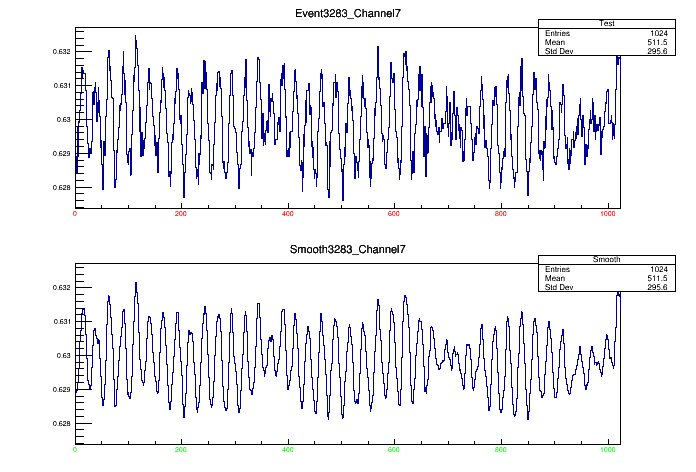 Event3283_Channel7
Test
Entries 1024
Mean 511.5
Std Dev 295.6
0.632
0.631
0.63
0.629
0.628
0 200 400 600 800 1000
Smooth3283_Channel7
Smooth
Entries 1024
Mean 511.5
Std Dev 295.6
0.632
0.631
0.63
0.629
0.628
0 200 400 600 800 1000